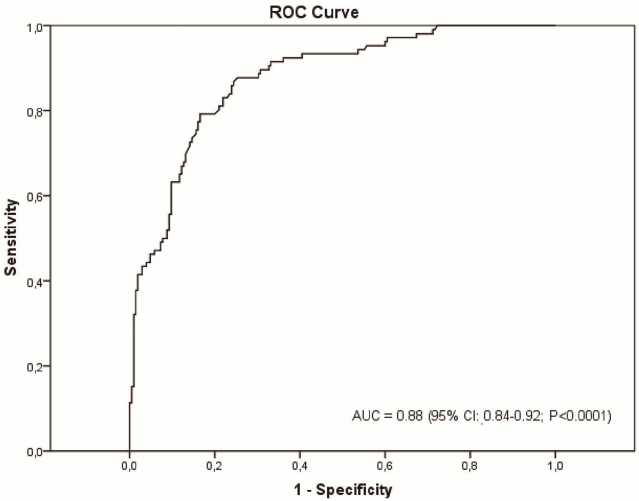 ROC Curve
1,0
0,8
0,6
0,4
0,2
0,0
Sensitivity
AUC = 0.88 (95% CI: 0.84-0.92; P<0.0001)
0,0 0,2 0,4 0,6 0,8 1,0
1 - Specificity